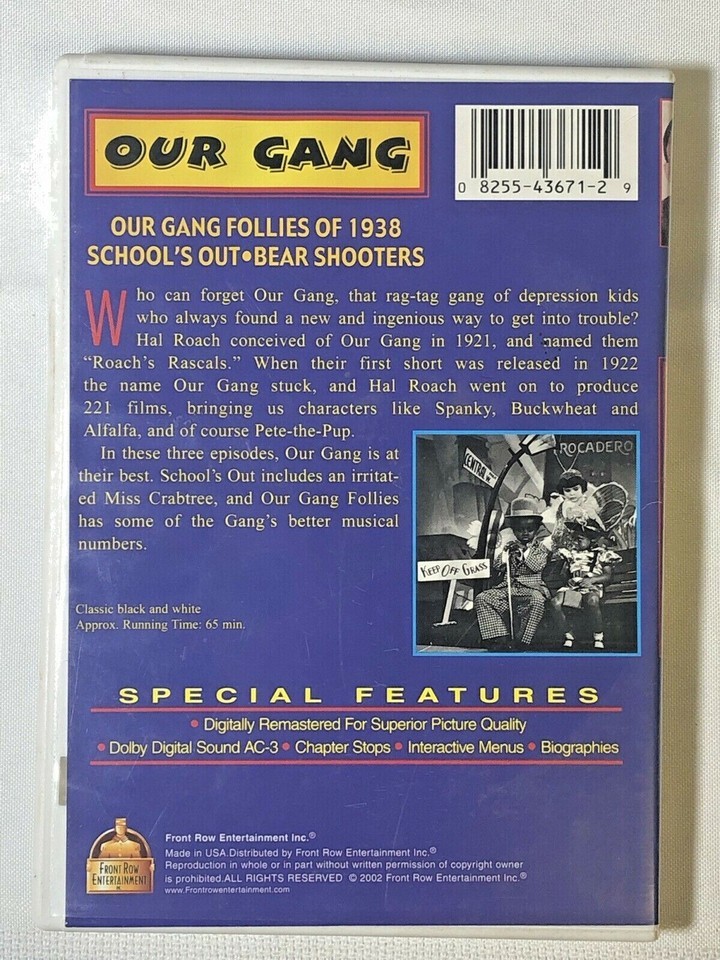 OUR GANG
0 8255-43671-2 9
OUR GANG FOLLIES OF 1938
SCHOOL'S OUT•BEAR SHOOTERS
Who can forget Our Gang, that rag-tag gang of depression kids
who always found a new and ingenious way to get into trouble?
Hal Roach conceived of Our Gang in 1921, and named them
“Roach's Rascals.” When their first short was released in 1922
the name Our Gang stuck, and Hal Roach went on to produce
221 films, bringing us characters like Spanky, Buckwheat and
Alfalfa, and of course Pete-the-Pup.
In these three episodes, Our Gang is at
their best. School's Out includes an irritat-
ed Miss Crabtree, and Our Gang Follies
has some of the Gang's better musical
numbers.
ROCADERO
CENTRAL
KEEP OFF GRASS
Classic black and white
Approx. Running Time: 65 min.
SPECIAL FEATURES
• Digitally Remastered For Superior Picture Quality
• Dolby Digital Sound AC-3 • Chapter Stops • Interactive Menus • Biographies
FRONT ROW
ENTERTAINMENT
Front Row Entertainment Inc.®
Made in USA.Distributed by Front Row Entertainment Inc.®
Reproduction in whole or in part without written permission of copyright owner
is prohibited.ALL RIGHTS RESERVED © 2002 Front Row Entertainment Inc.®
www.Frontrowentertainment.com